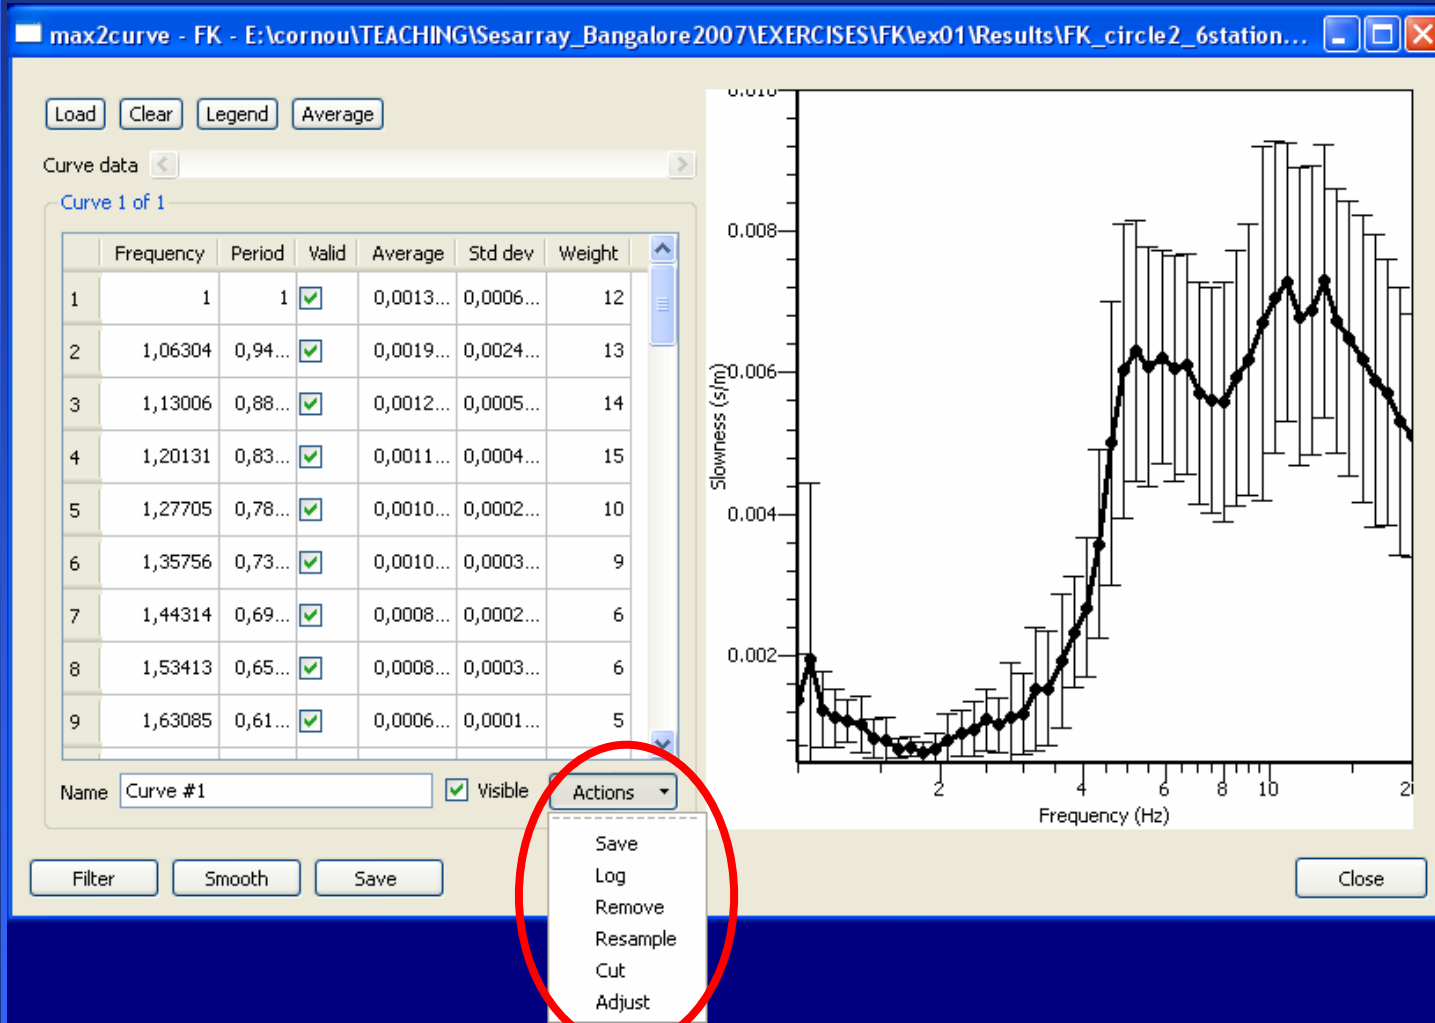 max2curve - FK - E:\cornou\TEACHING\Sesarray_Bangalore2007\EXERCISES\FK\ex01\Results\FK_circle2_6station...
Load Clear Legend Average
Curve data
Curve 1 of 1
Frequency Period Valid Average Std dev Weight
1 1 1 0,0013... 0,0006... 12
2 1,06304 0,94... 0,0019... 0,0024... 13
3 1,13006 0,88... 0,0012... 0,0005... 14
4 1,20131 0,83... 0,0011... 0,0004... 15
5 1,27705 0,78... 0,0010... 0,0002... 10
6 1,35756 0,73... 0,0010... 0,0003... 9
7 1,44314 0,69... 0,0008... 0,0002... 6
8 1,53413 0,65... 0,0008... 0,0003... 6
9 1,63085 0,61... 0,0006... 0,0001... 5
Name Curve #1 Visible Actions
Save
Log
Remove
Resample
Cut
Adjust
Filter Smooth Save
0.010
0.008
0.006
0.004
0.002
Slowness (s/m)
2 4 6 8 10
Frequency (Hz)
Close